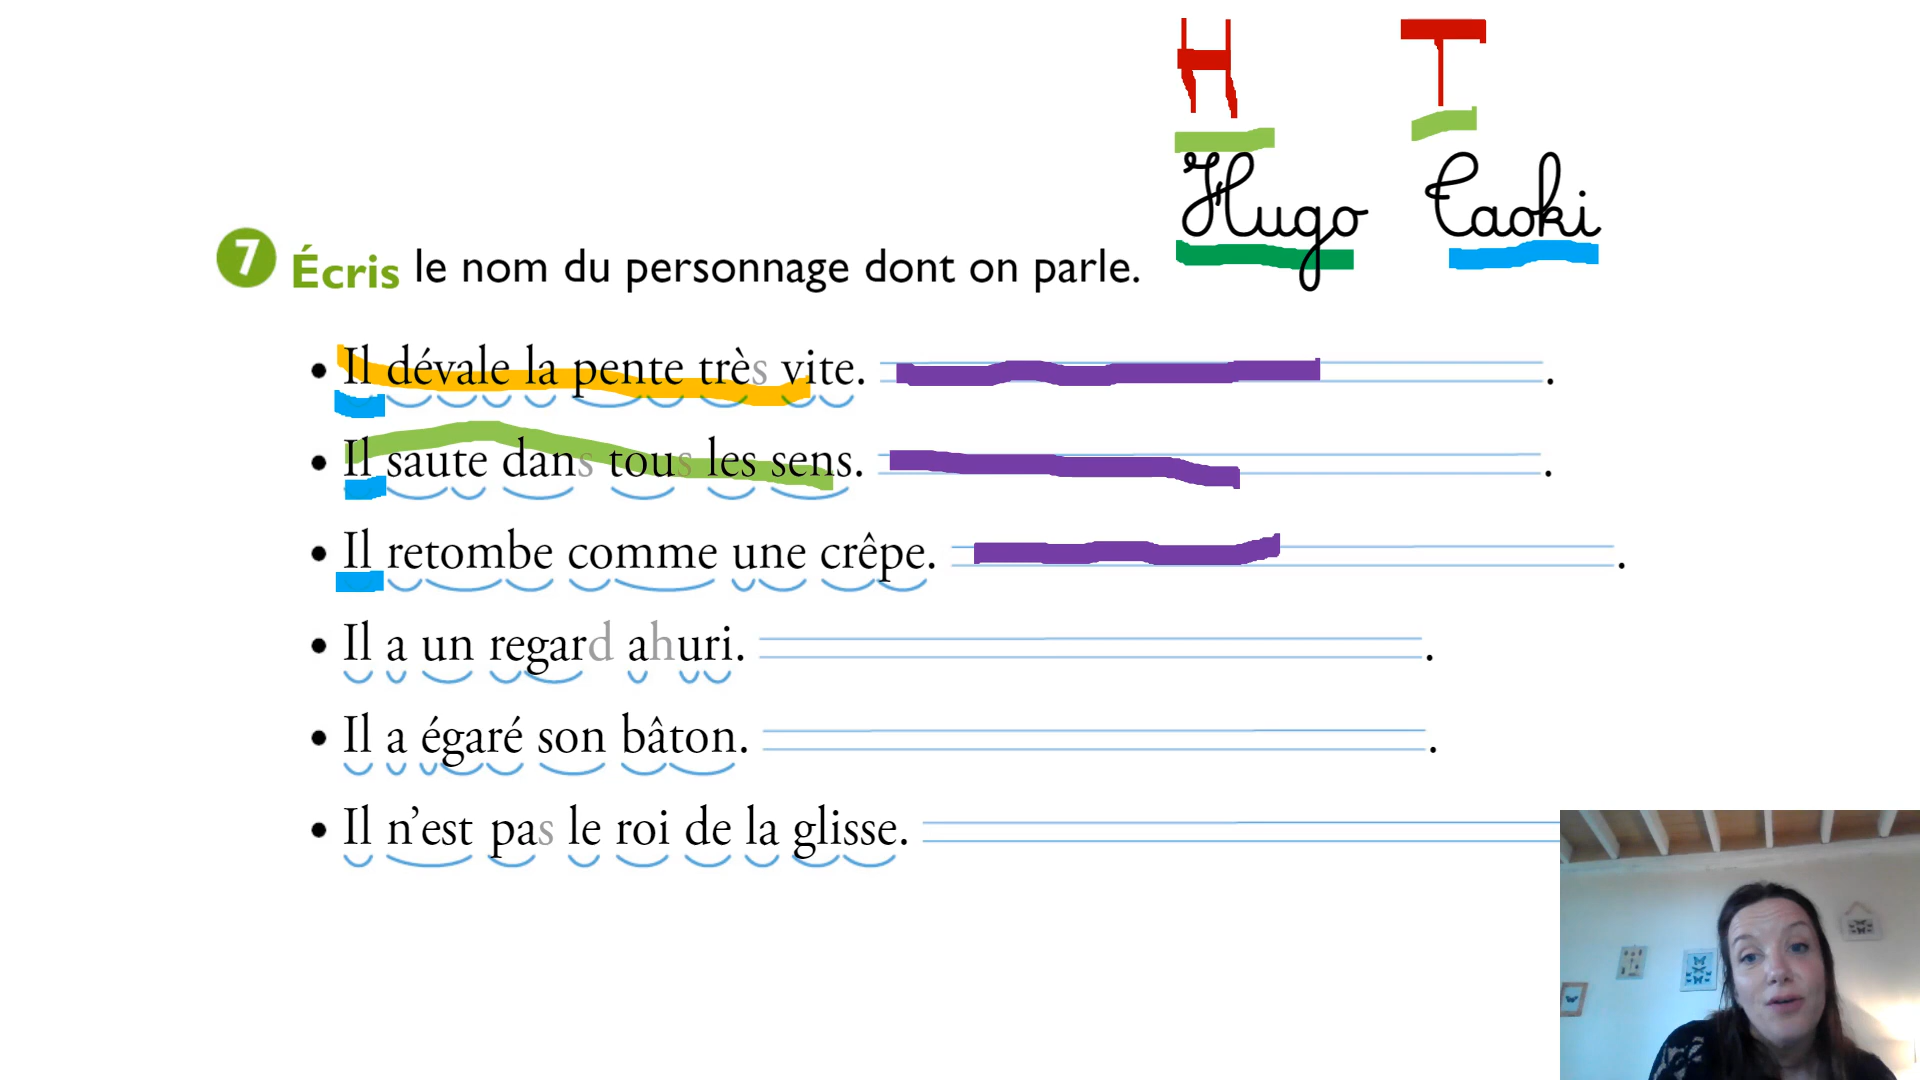 H T
Hugo Taoki
7 Écris le nom du personnage dont on parle.
• Il dévale la pente très vite. .
• Il saute dans tous les sens. .
• Il retombe comme une crêpe. .
• Il a un regard ahuri. .
• Il a égaré son bâton. .
• Il n'est pas le roi de la glisse.